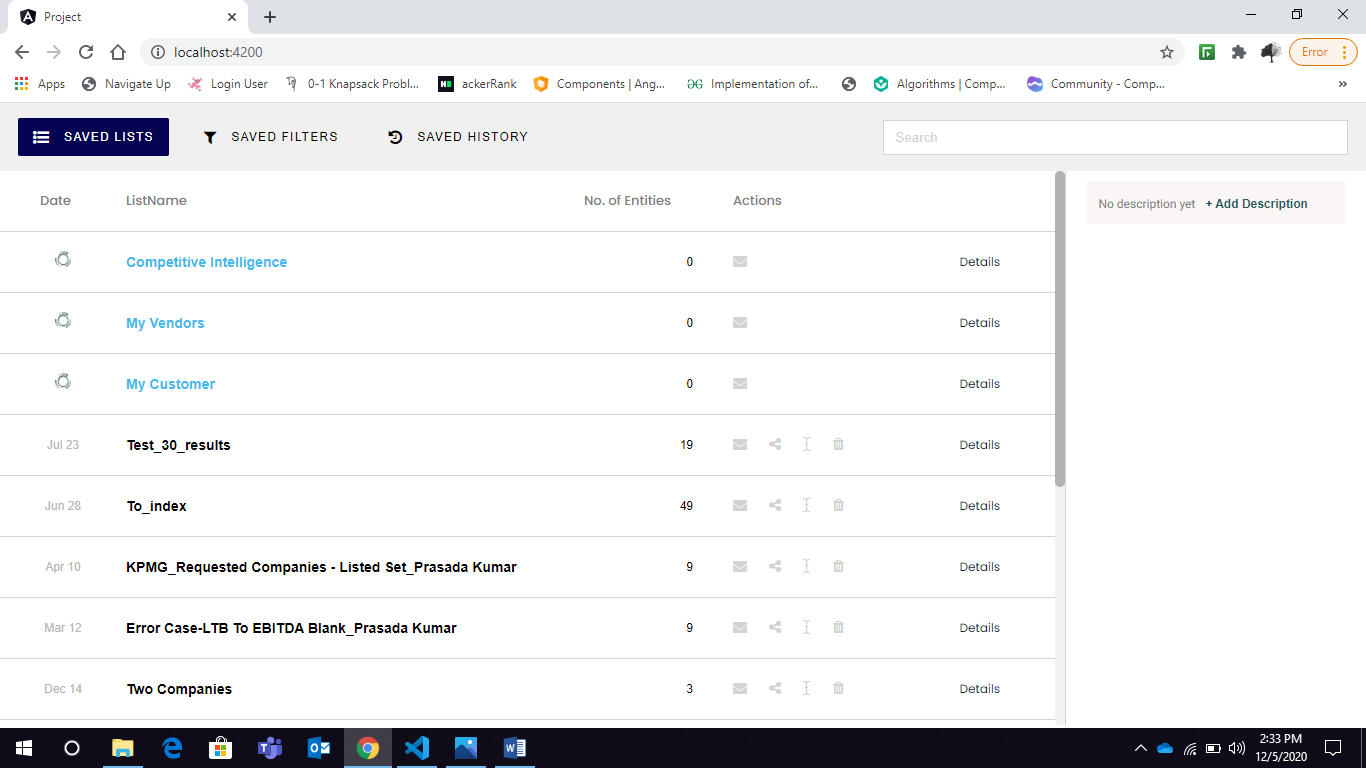 Project
localhost:4200
Error
Apps
Navigate Up
Login User
0-1 Knapsack Probl...
H
ackerRank
Components | Ang...
Implementation of...
Algorithms | Comp...
Community - Comp...
»
SAVED LISTS
SAVED FILTERS
SAVED HISTORY
Search
Date ListName No. of Entities Actions
No description yet + Add Description
Competitive Intelligence 0 Details
My Vendors 0 Details
My Customer 0 Details
Jul 23 Test_30_results 19 Details
Jun 28 To_index 49 Details
Apr 10 KPMG_Requested Companies - Listed Set_Prasada Kumar 9 Details
Mar 12 Error Case-LTB To EBITDA Blank_Prasada Kumar 9 Details
Dec 14 Two Companies 3 Details
2:33 PM
12/5/2020